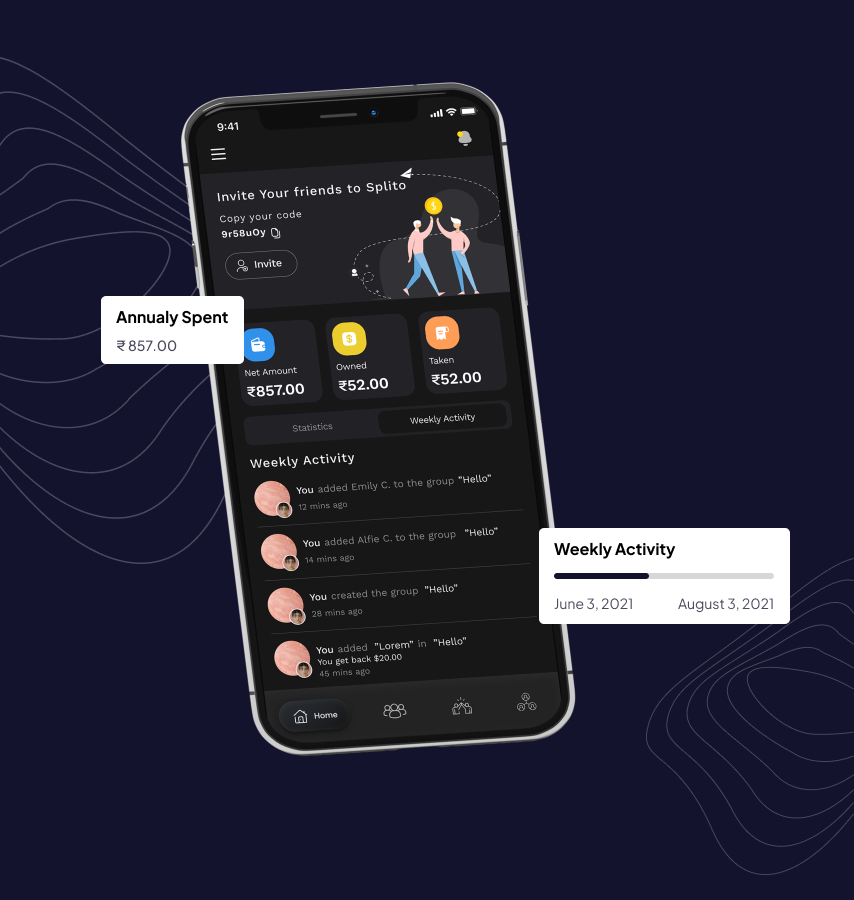 9:41
Invite Your friends to Splito
Copy your code
9r58uOy
Invite
Annualy Spent
₹ 857.00
Net Amount
₹857.00
Owned
₹52.00
Taken
₹52.00
Statistics
Weekly Activity
Weekly Activity
You added Emily C. to the group "Hello"
12 mins ago
You added Alfie C. to the group "Hello"
14 mins ago
Weekly Activity
June 3, 2021 August 3, 2021
You created the group "Hello"
28 mins ago
You added "Lorem" in "Hello"
You get back $20.00
45 mins ago
Home